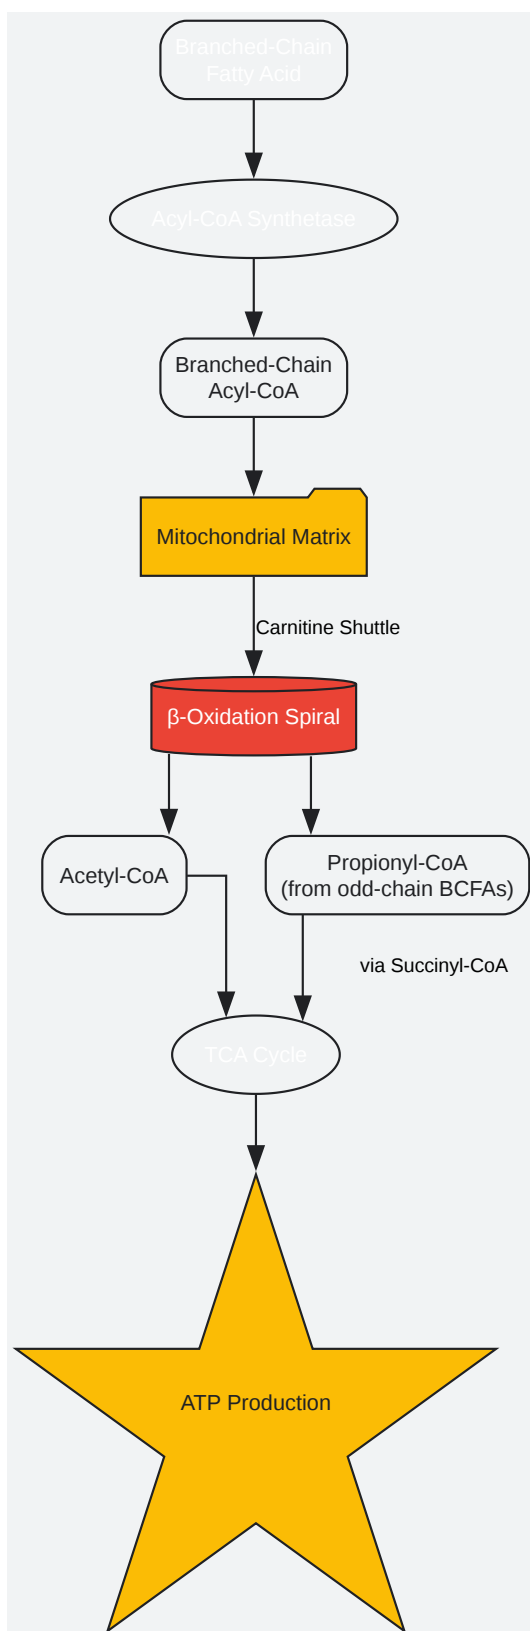 Branched-Chain
Fatty Acid
Acyl-CoA Synthetase
Branched-Chain
Acyl-CoA
Mitochondrial Matrix
Carnitine Shuttle
β-Oxidation Spiral
Acetyl-CoA
Propionyl-CoA
(from odd-chain BCFAs)
via Succinyl-CoA
TCA Cycle
ATP Production